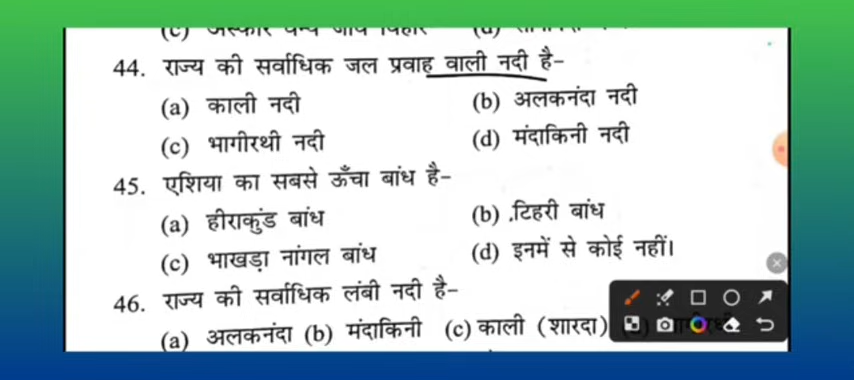 44. राज्य की सर्वाधिक जल प्रवाह वाली नदी है–
(a) काली नदी (b) अलकनंदा नदी
(c) भागीरथी नदी (d) मंदाकिनी नदी
45. एशिया का सबसे ऊँचा बांध है–
(a) हीराकुंड बांध (b) टिहरी बांध
(c) भाखड़ा नांगल बांध (d) इनमें से कोई नहीं।
46. राज्य की सर्वाधिक लंबी नदी है–
(a) अलकनंदा (b) मंदाकिनी (c) काली (शारदा)